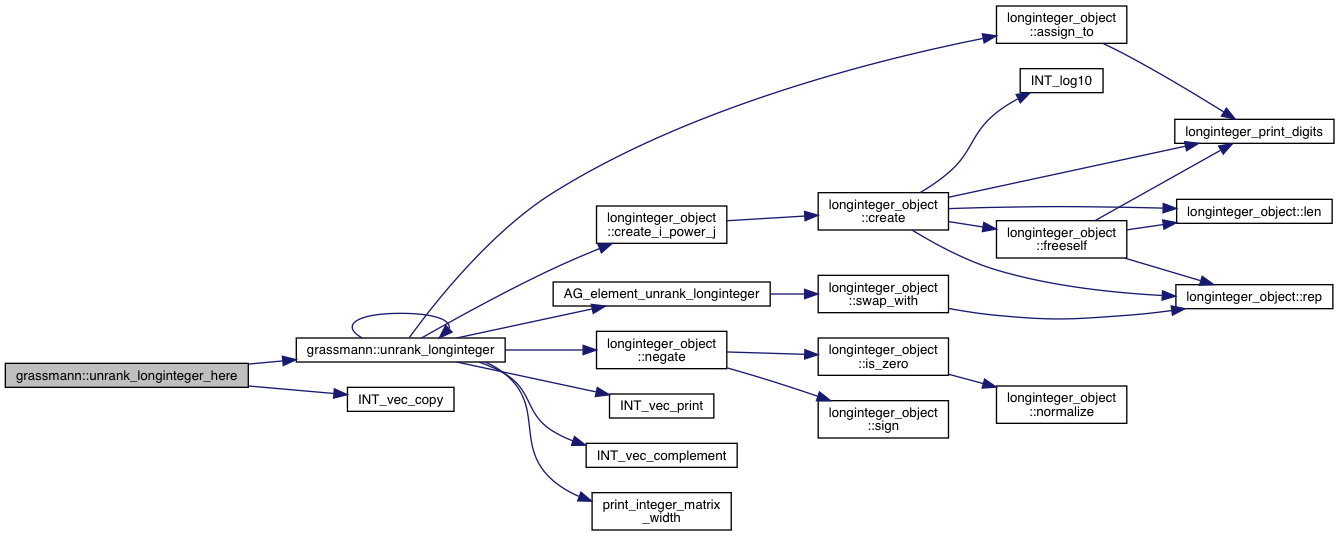 longinteger_object
::assign_to
INT_log10
longinteger_print_digits
longinteger_object
::create
longinteger_object::len
longinteger_object
::create_i_power_j
longinteger_object
::freeself
AG_element_unrank_longinteger
longinteger_object
::swap_with
longinteger_object::rep
grassmann::unrank_longinteger
longinteger_object
::negate
longinteger_object
::is_zero
grassmann::unrank_longinteger_here
INT_vec_copy
INT_vec_print
longinteger_object
::sign
longinteger_object
::normalize
INT_vec_complement
print_integer_matrix
_width